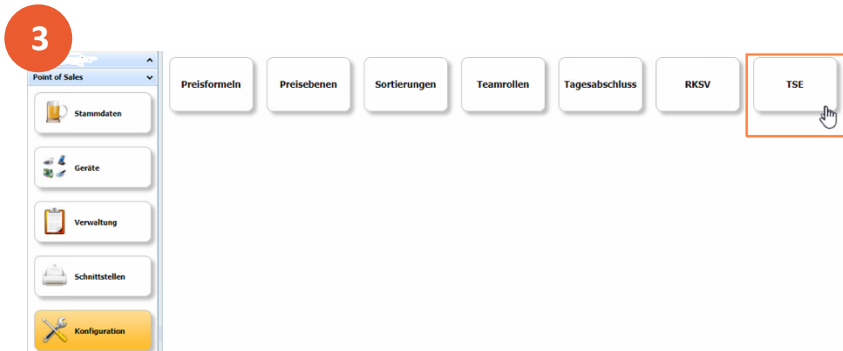 3
Point of Sales
Preisformeln
Preisebenen
Sortierungen
Teamrollen
Tagesabschluss
RKSV
TSE
Stammdaten
Geräte
Verwaltung
Schnittstellen
Konfiguration